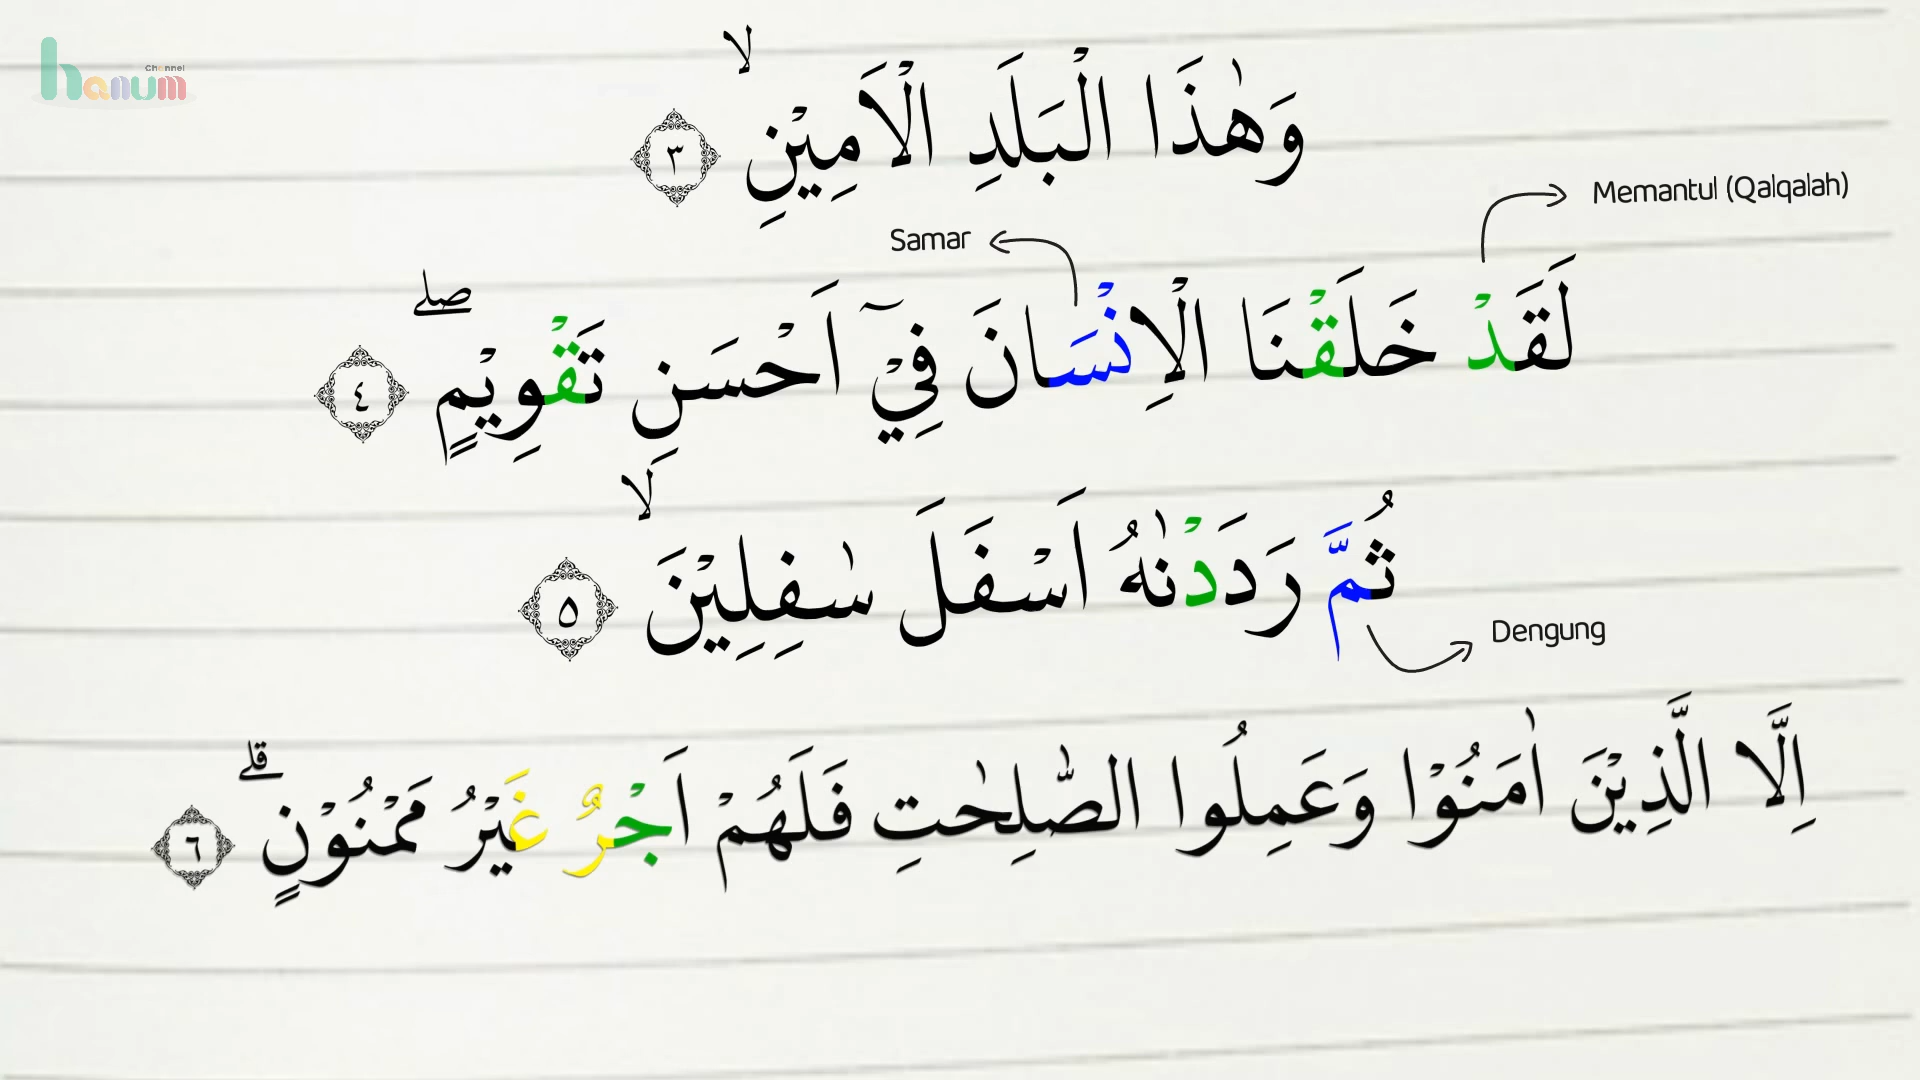 Channel
hanum
وَهٰذَا الْبَلَدِ الْاَمِيْنِۙ ٣
Memantul (Qalqalah)
Samar
لَقَدْ خَلَقْنَا الْاِنْسَانَ فِيْٓ اَحْسَنِ تَقْوِيْمٍۖ ٤
ثُمَّ رَدَدْنٰهُ اَسْفَلَ سٰفِلِيْنَۙ ٥
Dengung
اِلَّا الَّذِيْنَ اٰمَنُوْا وَعَمِلُوا الصّٰلِحٰتِ فَلَهُمْ اَجْرٌ غَيْرُ مَمْنُوْنٍۗ ٦